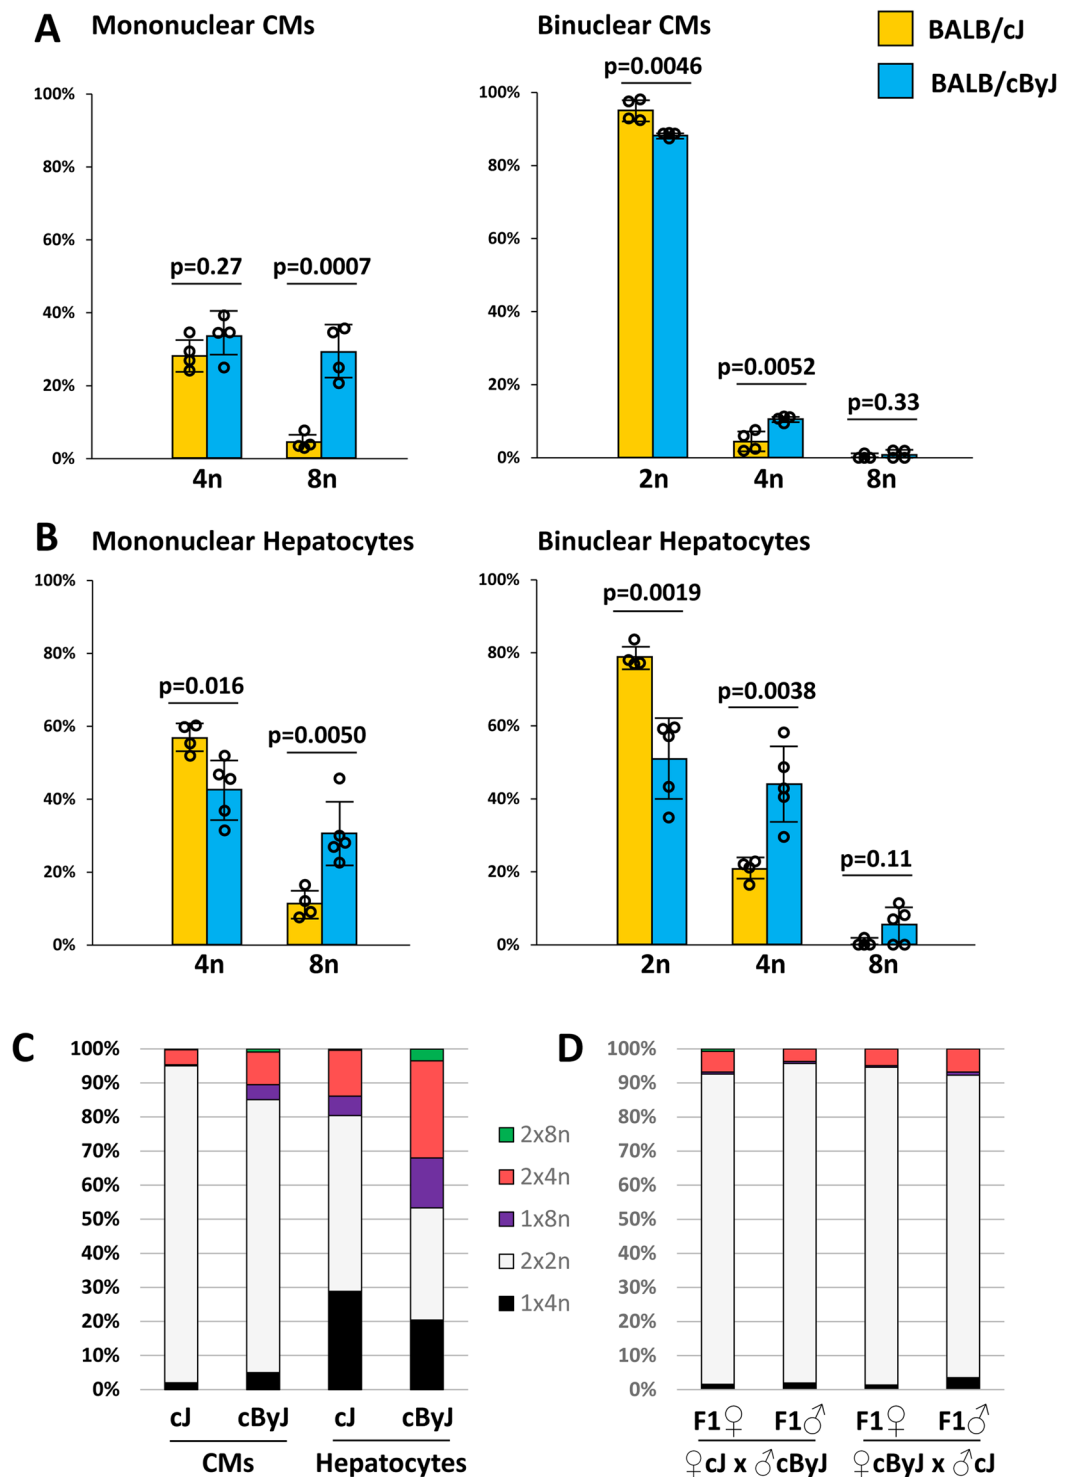 A Mononuclear CMs
Binuclear CMs
BALB/cJ
BALB/cByJ
100%
80%
60%
40%
20%
0%
p=0.27
p=0.0007
4n
8n
100%
80%
60%
40%
20%
0%
p=0.0046
p=0.0052
p=0.33
2n
4n
8n
B Mononuclear Hepatocytes
Binuclear Hepatocytes
100%
80%
60%
40%
20%
0%
p=0.016
p=0.0050
4n
8n
100%
80%
60%
40%
20%
0%
p=0.0019
p=0.0038
p=0.11
2n
4n
8n
C
100%
90%
80%
70%
60%
50%
40%
30%
20%
10%
0%
cJ
cByJ
cJ
cByJ
CMs
Hepatocytes
2x8n
2x4n
1x8n
2x2n
1x4n
D
100%
90%
80%
70%
60%
50%
40%
30%
20%
10%
0%
F1♀
F1♂
F1♀
F1♂
♀cJ x ♂cByJ
♀cByJ x ♂cJ